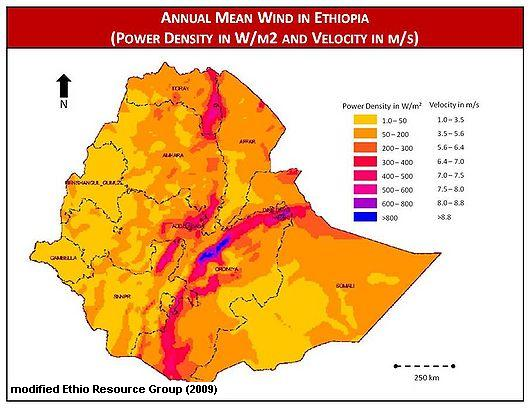 ANNUAL MEAN WIND IN ETHIOPIA
(POWER DENSITY IN W/M2 AND VELOCITY IN M/S)
N
Power Density in W/m² Velocity in m/s
1.0 – 50 1.0 – 3.5
50 – 200 3.5 – 5.6
200 – 300 5.6 – 6.4
300 – 400 6.4 – 7.0
400 – 500 7.0 – 7.5
500 – 600 7.5 – 8.0
600 – 800 8.0 – 8.8
>800 >8.8
TIGRAY
AFFAR
AMHARA
GAMBELLA
OROMIYA
SOMALI
SNNPR
250 km
modified Ethio Resource Group (2009)